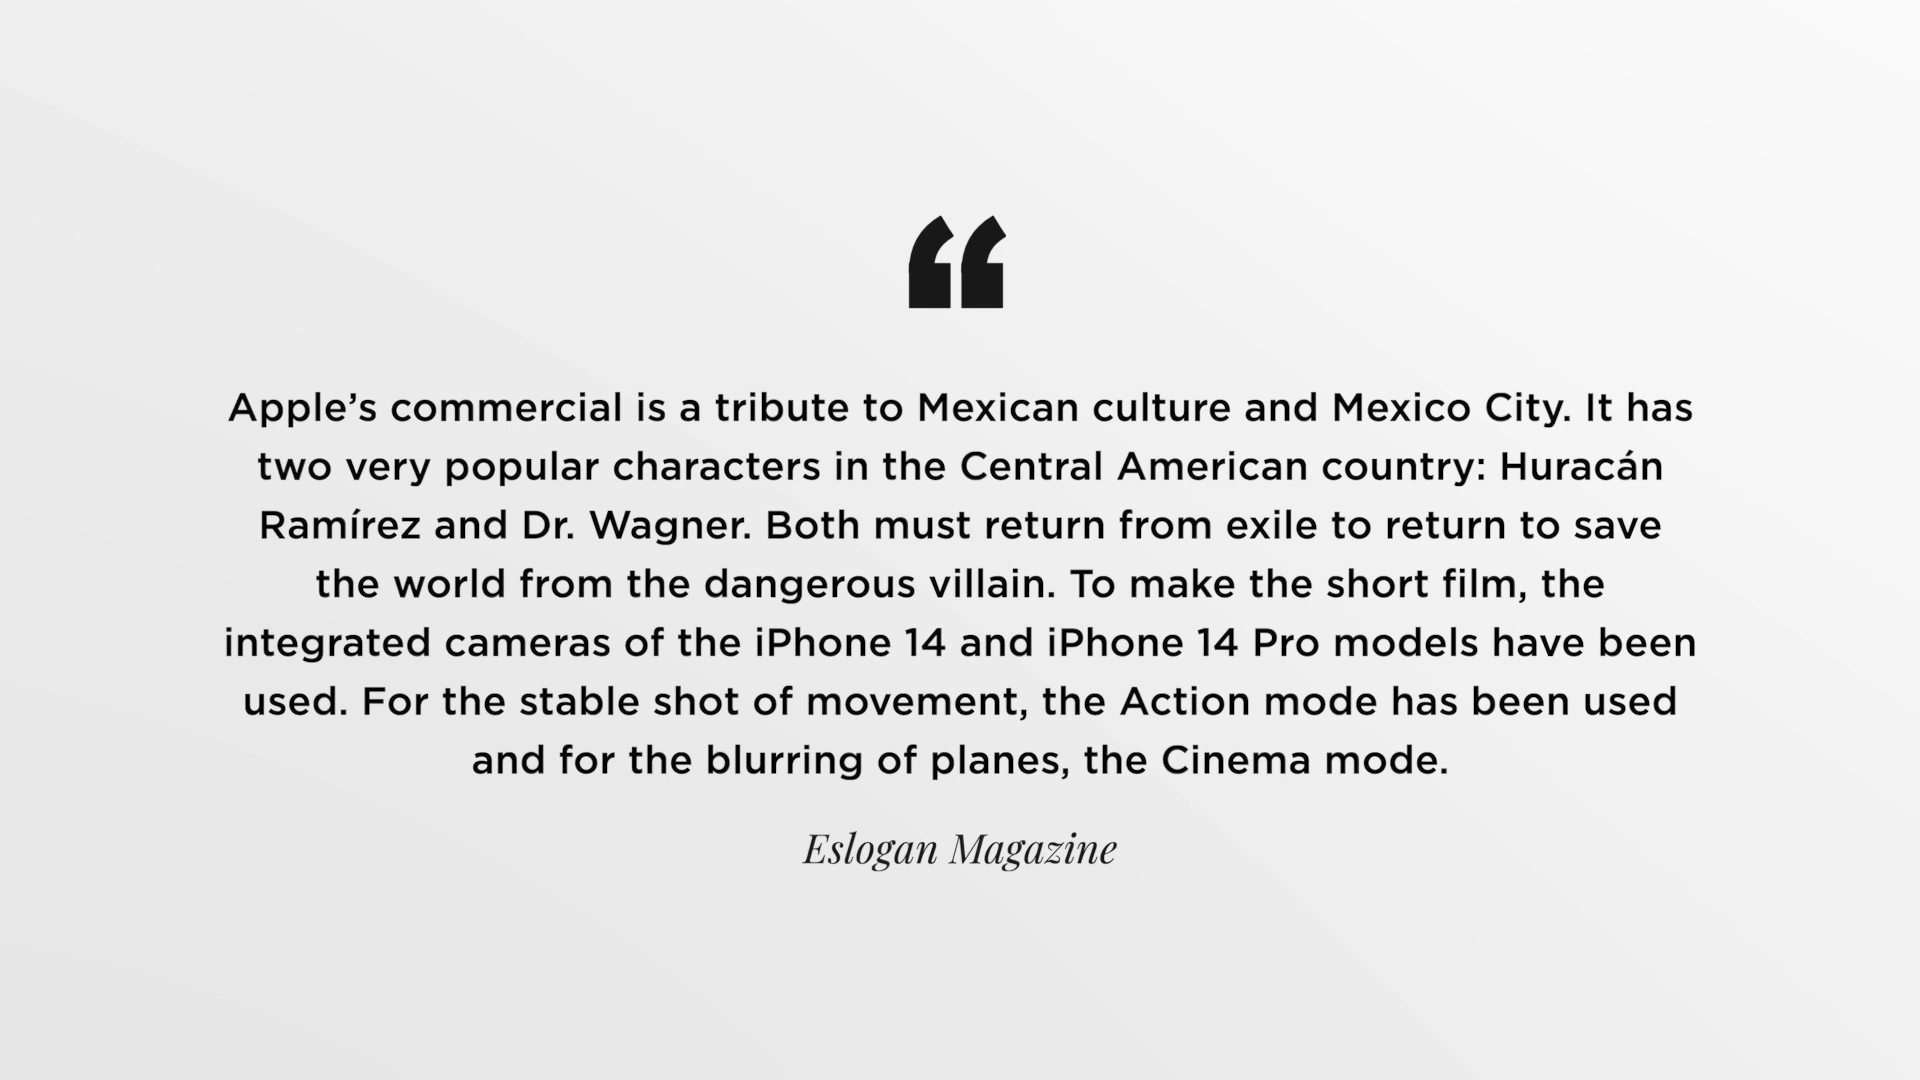 “
Apple’s commercial is a tribute to Mexican culture and Mexico City. It has
two very popular characters in the Central American country: Huracán
Ramírez and Dr. Wagner. Both must return from exile to return to save
the world from the dangerous villain. To make the short film, the
integrated cameras of the iPhone 14 and iPhone 14 Pro models have been
used. For the stable shot of movement, the Action mode has been used
and for the blurring of planes, the Cinema mode.
Eslogan Magazine